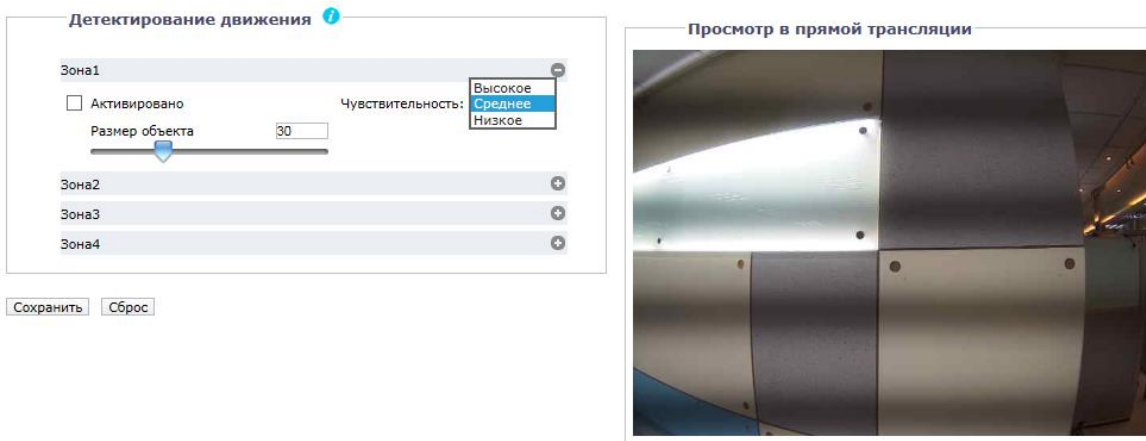 Детектирование движения i
Просмотр в прямой трансляции
Зона1
Активировано
Чувствительность:
Высокое
Среднее
Низкое
Размер объекта 30
Зона2
Зона3
Зона4
Сохранить Сброс